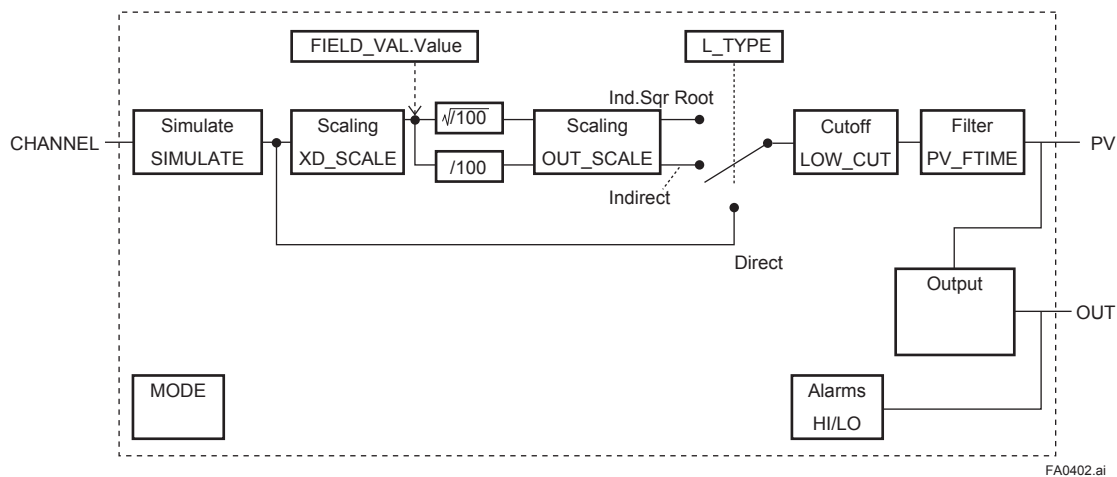 FIELD_VAL.Value
L_TYPE
CHANNEL
Simulate
SIMULATE
Scaling
XD_SCALE
√/100
/100
Scaling
OUT_SCALE
Ind.Sqr Root
Indirect
Direct
Cutoff
LOW_CUT
Filter
PV_FTIME
PV
Output
OUT
MODE
Alarms
HI/LO
FA0402.ai